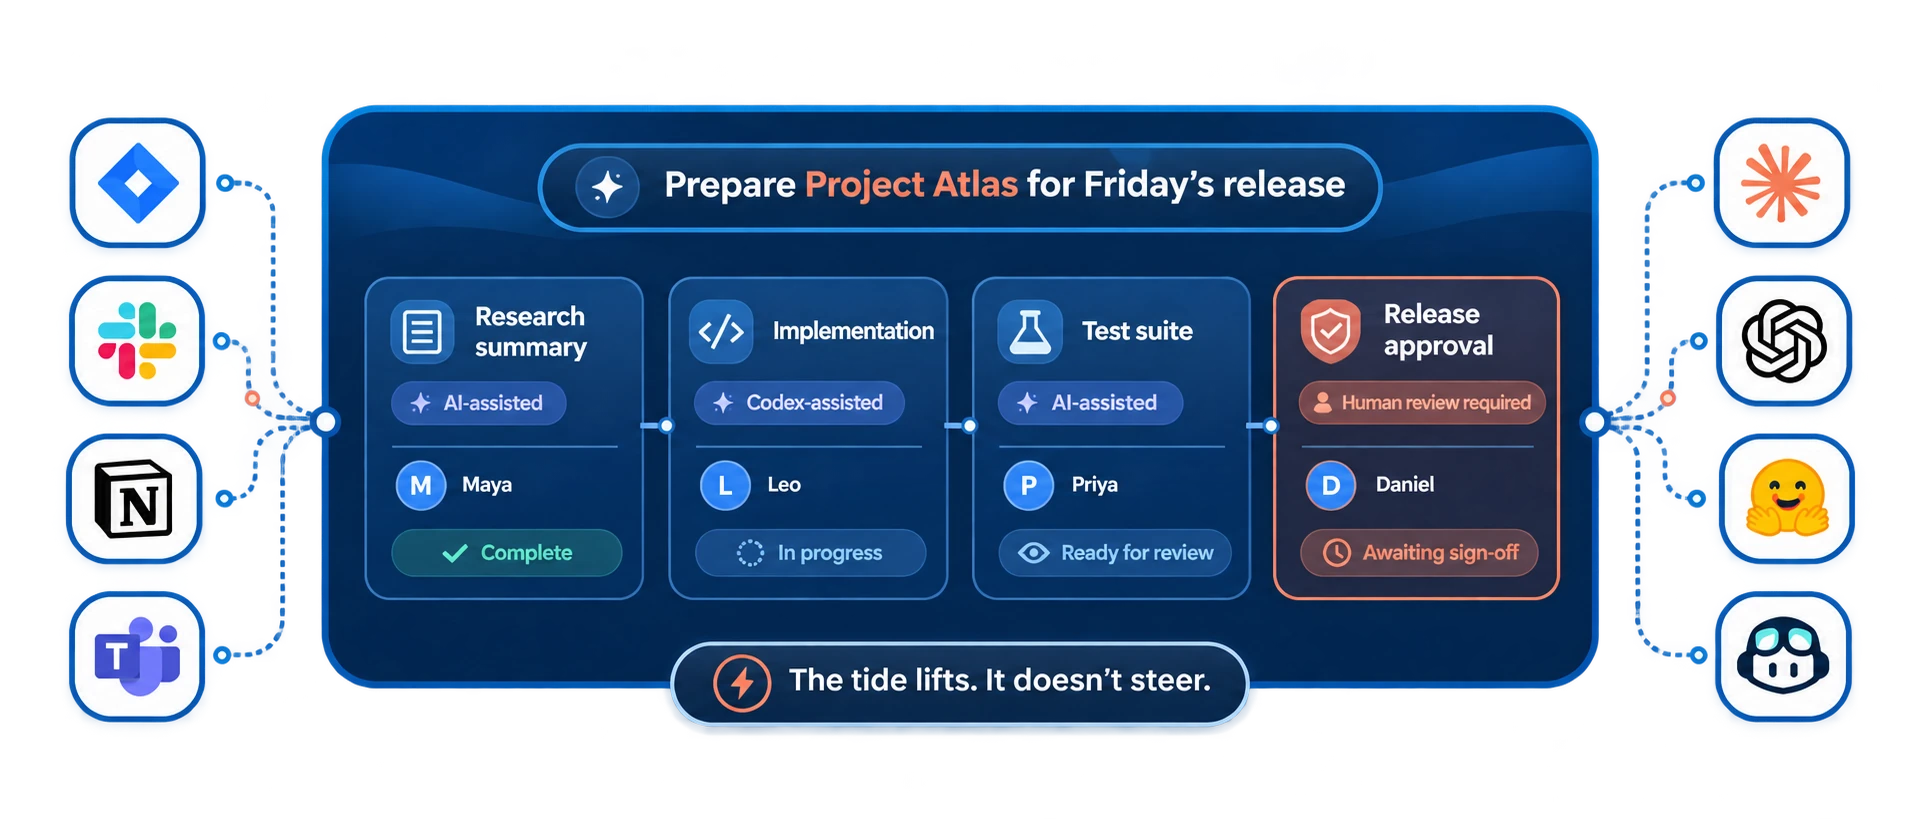 Prepare Project Atlas for Friday’s release
Research
summary
AI-assisted
M
Maya
Complete
Implementation
Codex-assisted
L
Leo
In progress
Test suite
AI-assisted
P
Priya
Ready for review
Release
approval
Human review required
D
Daniel
Awaiting sign-off
The tide lifts. It doesn’t steer.
N
T